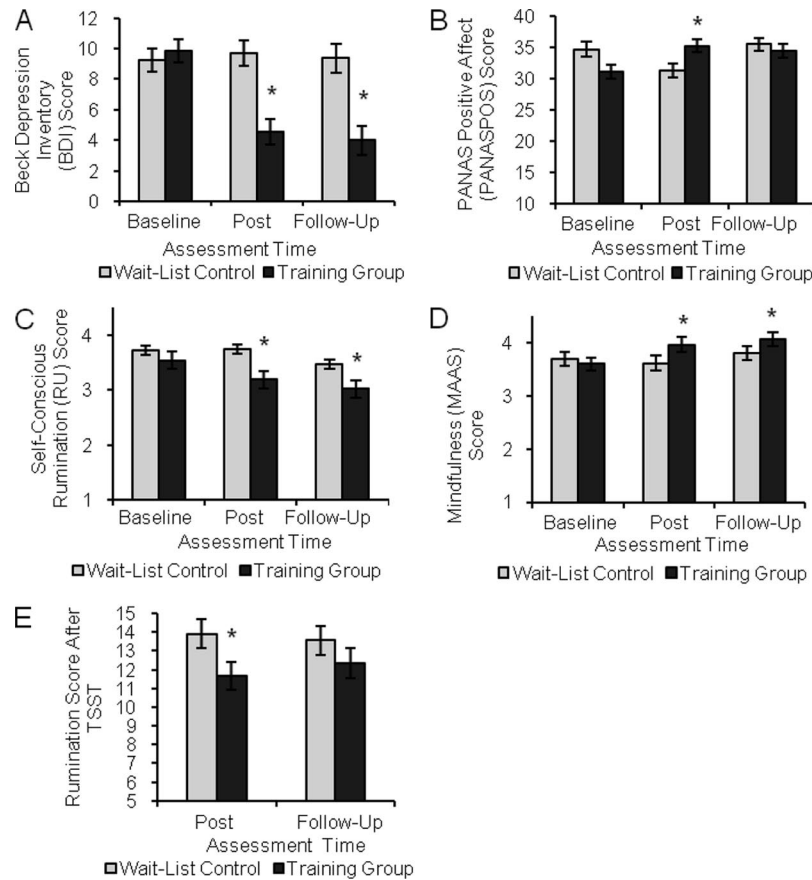 A
Beck Depression
Inventory
(BDI) Score
12
10
8
6
4
2
0
*
*
Baseline
Post
Follow-Up
Assessment Time
Wait-List Control
Training Group
B
PANAS Positive Affect
(PANASPOS) Score
40
35
30
25
20
15
10
*
Baseline
Post
Follow-Up
Assessment Time
Wait-List Control
Training Group
C
Self-Conscious
Rumination (RU) Score
4
3
2
1
*
*
Baseline
Post
Follow-Up
Assessment Time
Wait-List Control
Training Group
D
Mindfulness (MAAS)
Score
4
3
2
1
*
*
Baseline
Post
Follow-Up
Assessment Time
Wait-List Control
Training Group
E
Rumination Score After
TSST
15
14
13
12
11
10
9
8
7
6
5
*
Post
Follow-Up
Assessment Time
Wait-List Control
Training Group